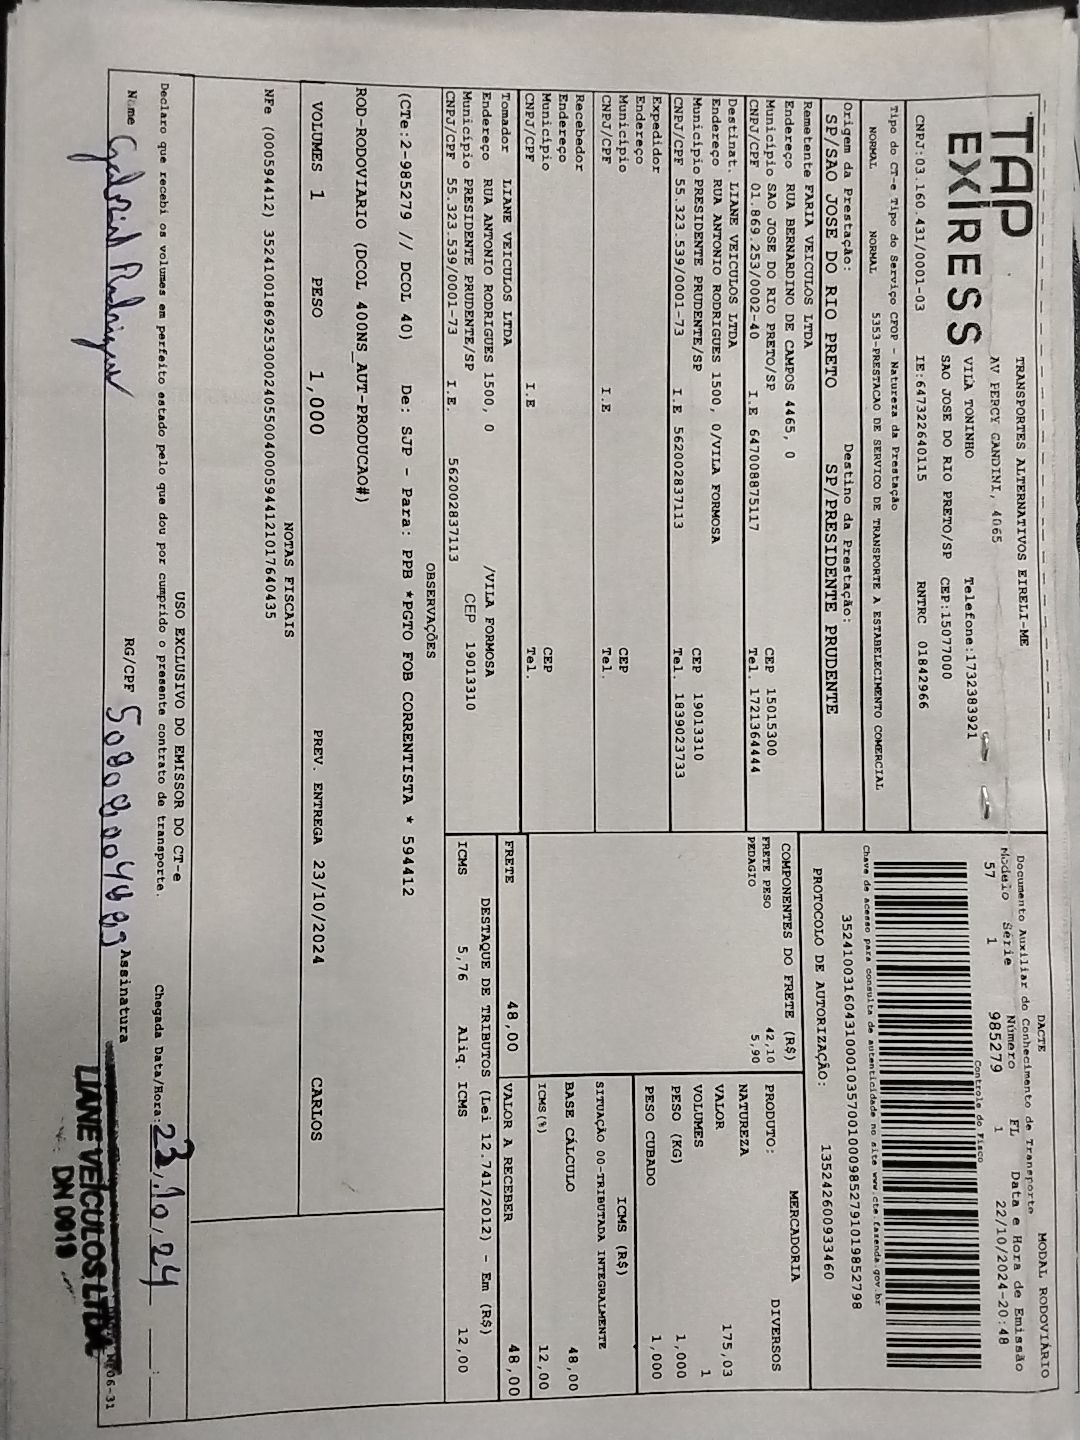 TAP
EXPRESS
TRANSPORTES ALTERNATIVOS EIRELI-ME
AV PERCY GANDINI, 4065
VILA TONINHO Telefone:1732383921
SAO JOSE DO RIO PRETO/SP CEP:15077000
CNPJ:03.160.431/0001-03 IE:647322640115 RNTRC 01842966
DACTE MODAL RODOVIÁRIO
Documento Auxiliar do Conhecimento de Transporte
Modelo Série Número FL Data e Hora de Emissão
57 1 985279 1 22/10/2024-20:48
Controle do Fisco
Chave de acesso para consulta de autenticidade no site www.cte.fazenda.gov.br
35241003160431000103570010009852791019852798
PROTOCOLO DE AUTORIZAÇÃO: 135242600933460
Tipo do CT-e Tipo do Serviço CFOP - Natureza da Prestação
NORMAL NORMAL 5353-PRESTACAO DE SERVICO DE TRANSPORTE A ESTABELECIMENTO COMERCIAL
Origem da Prestação: Destino da Prestação:
SP/SAO JOSE DO RIO PRETO SP/PRESIDENTE PRUDENTE
Remetente FARIA VEICULOS LTDA
Endereço RUA BERNARDINO DE CAMPOS 4465, 0
Município SAO JOSE DO RIO PRETO/SP CEP 15015300
CNPJ/CPF 01.869.253/0002-40 I.E 647008875117 Tel. 1721364444
Destinat. LIANE VEICULOS LTDA
Endereço RUA ANTONIO RODRIGUES 1500, 0/VILA FORMOSA
Município PRESIDENTE PRUDENTE/SP CEP 19013310
CNPJ/CPF 55.323.539/0001-73 I.E 562002837113 Tel. 1839023733
Expedidor
Endereço
Município CEP
CNPJ/CPF I.E Tel.
Recebedor
Endereço
Município CEP
CNPJ/CPF I.E Tel.
Tomador LIANE VEICULOS LTDA
Endereço RUA ANTONIO RODRIGUES 1500, 0 /VILA FORMOSA
Município PRESIDENTE PRUDENTE/SP CEP 19013310
CNPJ/CPF 55.323.539/0001-73 I.E. 562002837113
COMPONENTES DO FRETE (R$)
FRETE PESO 42,10
PEDAGIO 5,90
MERCADORIA
PRODUTO: DIVERSOS
NATUREZA
VALOR 175,03
VOLUMES 1
PESO (KG) 1,000
PESO CUBADO 1,000
ICMS (R$)
SITUAÇÃO 00-TRIBUTADA INTEGRALMENTE
BASE CÁLCULO 48,00
ICMS(%) 12,00
FRETE 48,00 VALOR A RECEBER 48,00
DESTAQUE DE TRIBUTOS (Lei 12.741/2012) - Em (R$)
ICMS 5,76 Aliq. ICMS 12,00
OBSERVAÇÕES
(CTe:2-985279 // DCOL 40) De: SJP - Para: PPB *PGTO FOB CORRENTISTA * 594412
ROD-RODOVIARIO (DCOL 400NS_AUT-PRODUCAO#)
VOLUMES 1 PESO 1,000 PREV. ENTREGA 23/10/2024 CARLOS
NOTAS FISCAIS
NFe (000594412) 35241001869253000240550040005944121017640435
USO EXCLUSIVO DO EMISSOR DO CT-e
Declaro que recebi os volumes em perfeito estado pelo que dou por cumprido o presente contrato de transporte. Chegada Data/Hora: 23/10/24 :
Nome Gabriel Rodrigues RG/CPF Assinatura
LIANE VEÍCULOS LTDA
DN 0019